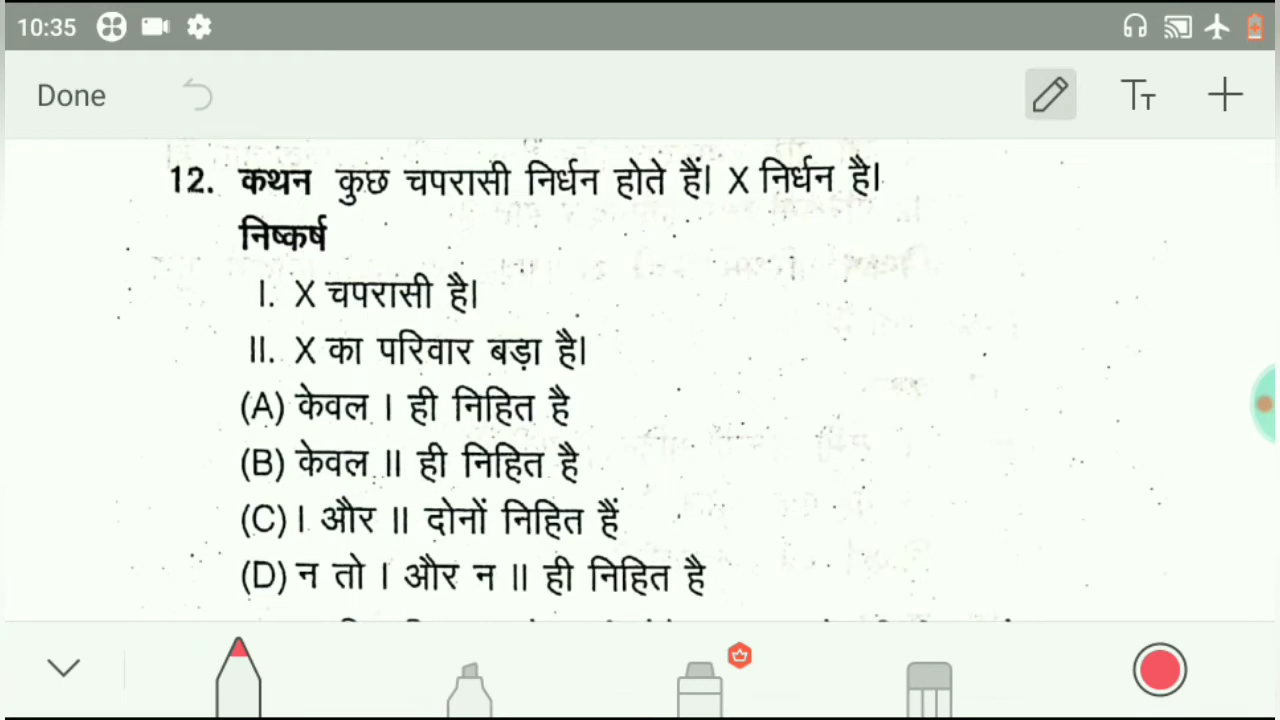 10:35
Done
12. कथन कुछ चपरासी निर्धन होते हैं। X निर्धन है।
निष्कर्ष
I. X चपरासी है।
II. X का परिवार बड़ा है।
(A) केवल I ही निहित है
(B) केवल II ही निहित है
(C) I और II दोनों निहित हैं
(D) न तो I और न II ही निहित है